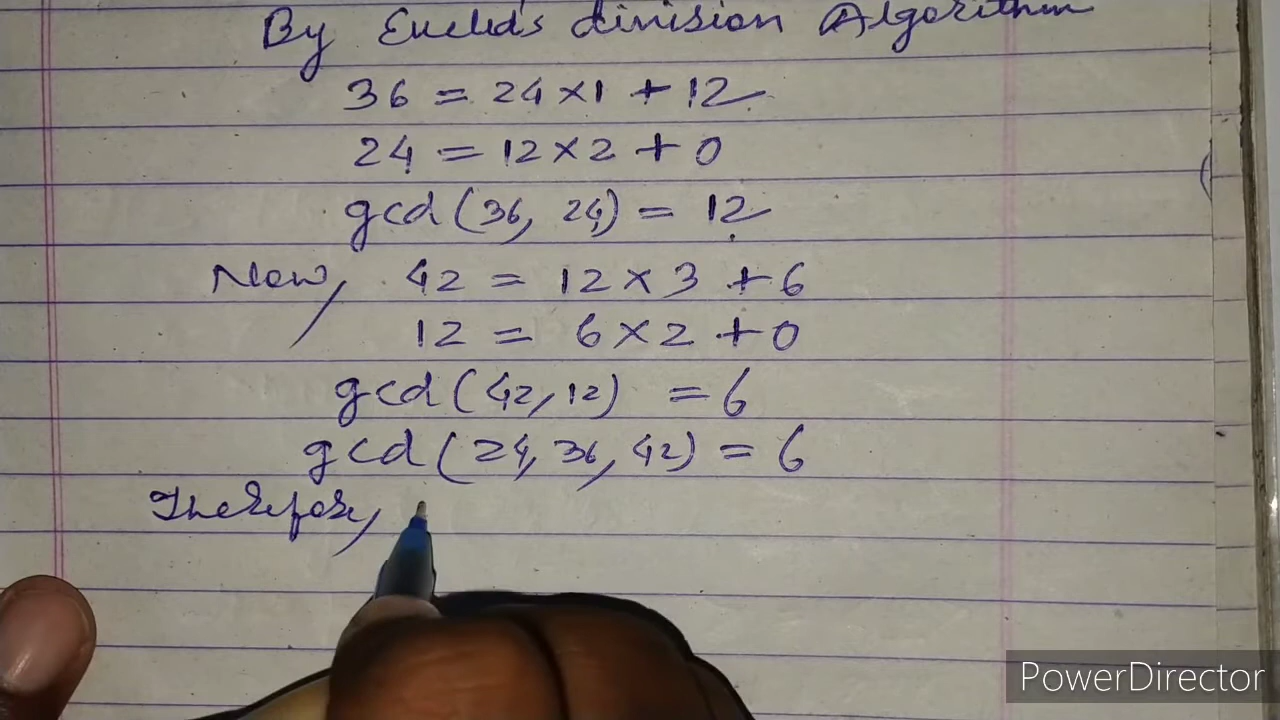 By Euclid's division Algorithm
36 = 24 × 1 + 12
24 = 12 × 2 + 0
gcd (36, 24) = 12
Now, 42 = 12 × 3 + 6
12 = 6 × 2 + 0
gcd (42, 12) = 6
gcd (24, 36, 42) = 6
Therefore,
PowerDirector